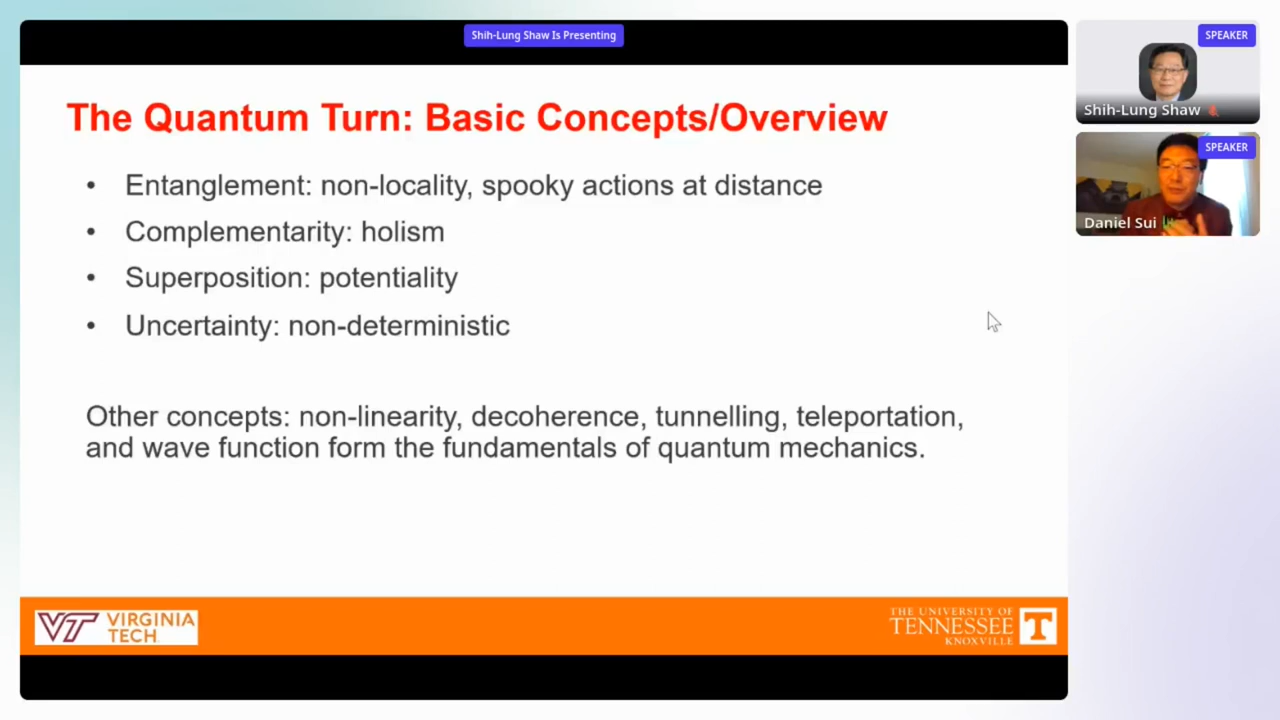 Shih-Lung Shaw Is Presenting
The Quantum Turn: Basic Concepts/Overview
• Entanglement: non-locality, spooky actions at distance
• Complementarity: holism
• Superposition: potentiality
• Uncertainty: non-deterministic
Other concepts: non-linearity, decoherence, tunnelling, teleportation,
and wave function form the fundamentals of quantum mechanics.
VT VIRGINIA
TECH
THE UNIVERSITY OF
TENNESSEE
KNOXVILLE
T
SPEAKER
Shih-Lung Shaw
SPEAKER
Daniel Sui